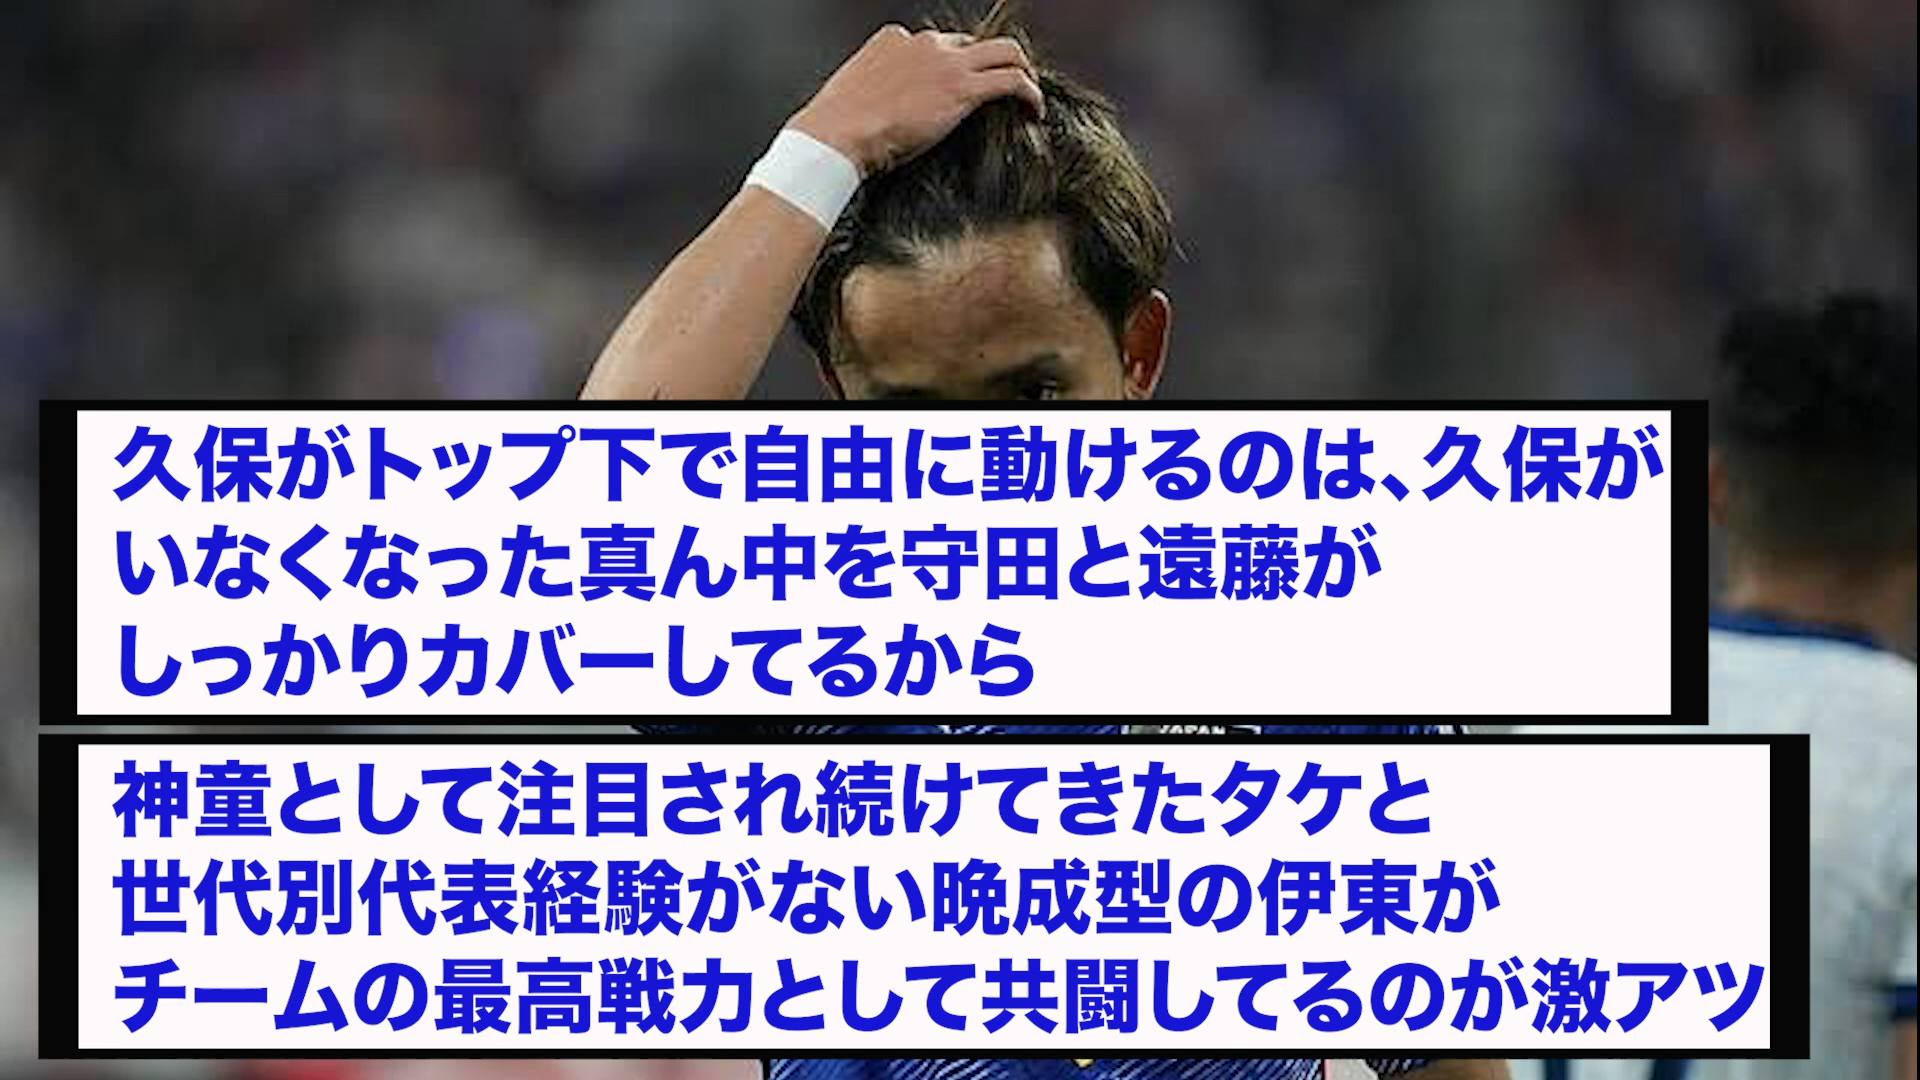 久保がトップ下で自由に動けるのは、久保が
いなくなった真ん中を守田と遠藤が
しっかりカバーしてるから
JAPAN
神童として注目され続けてきたタケと
世代別代表経験がない晩成型の伊東が
チームの最高戦力として共闘してるのが激アツ